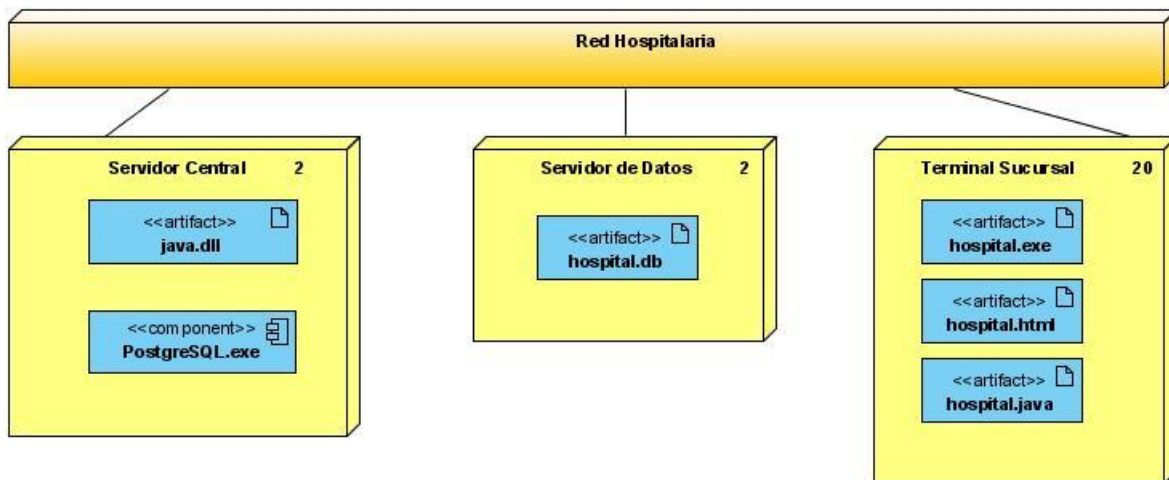 Red Hospitalaria
Servidor Central 2
<<artifact>>
java.dll
<<component>>
PostgreSQL.exe
Servidor de Datos 2
<<artifact>>
hospital.db
Terminal Sucursal 20
<<artifact>>
hospital.exe
<<artifact>>
hospital.html
<<artifact>>
hospital.java